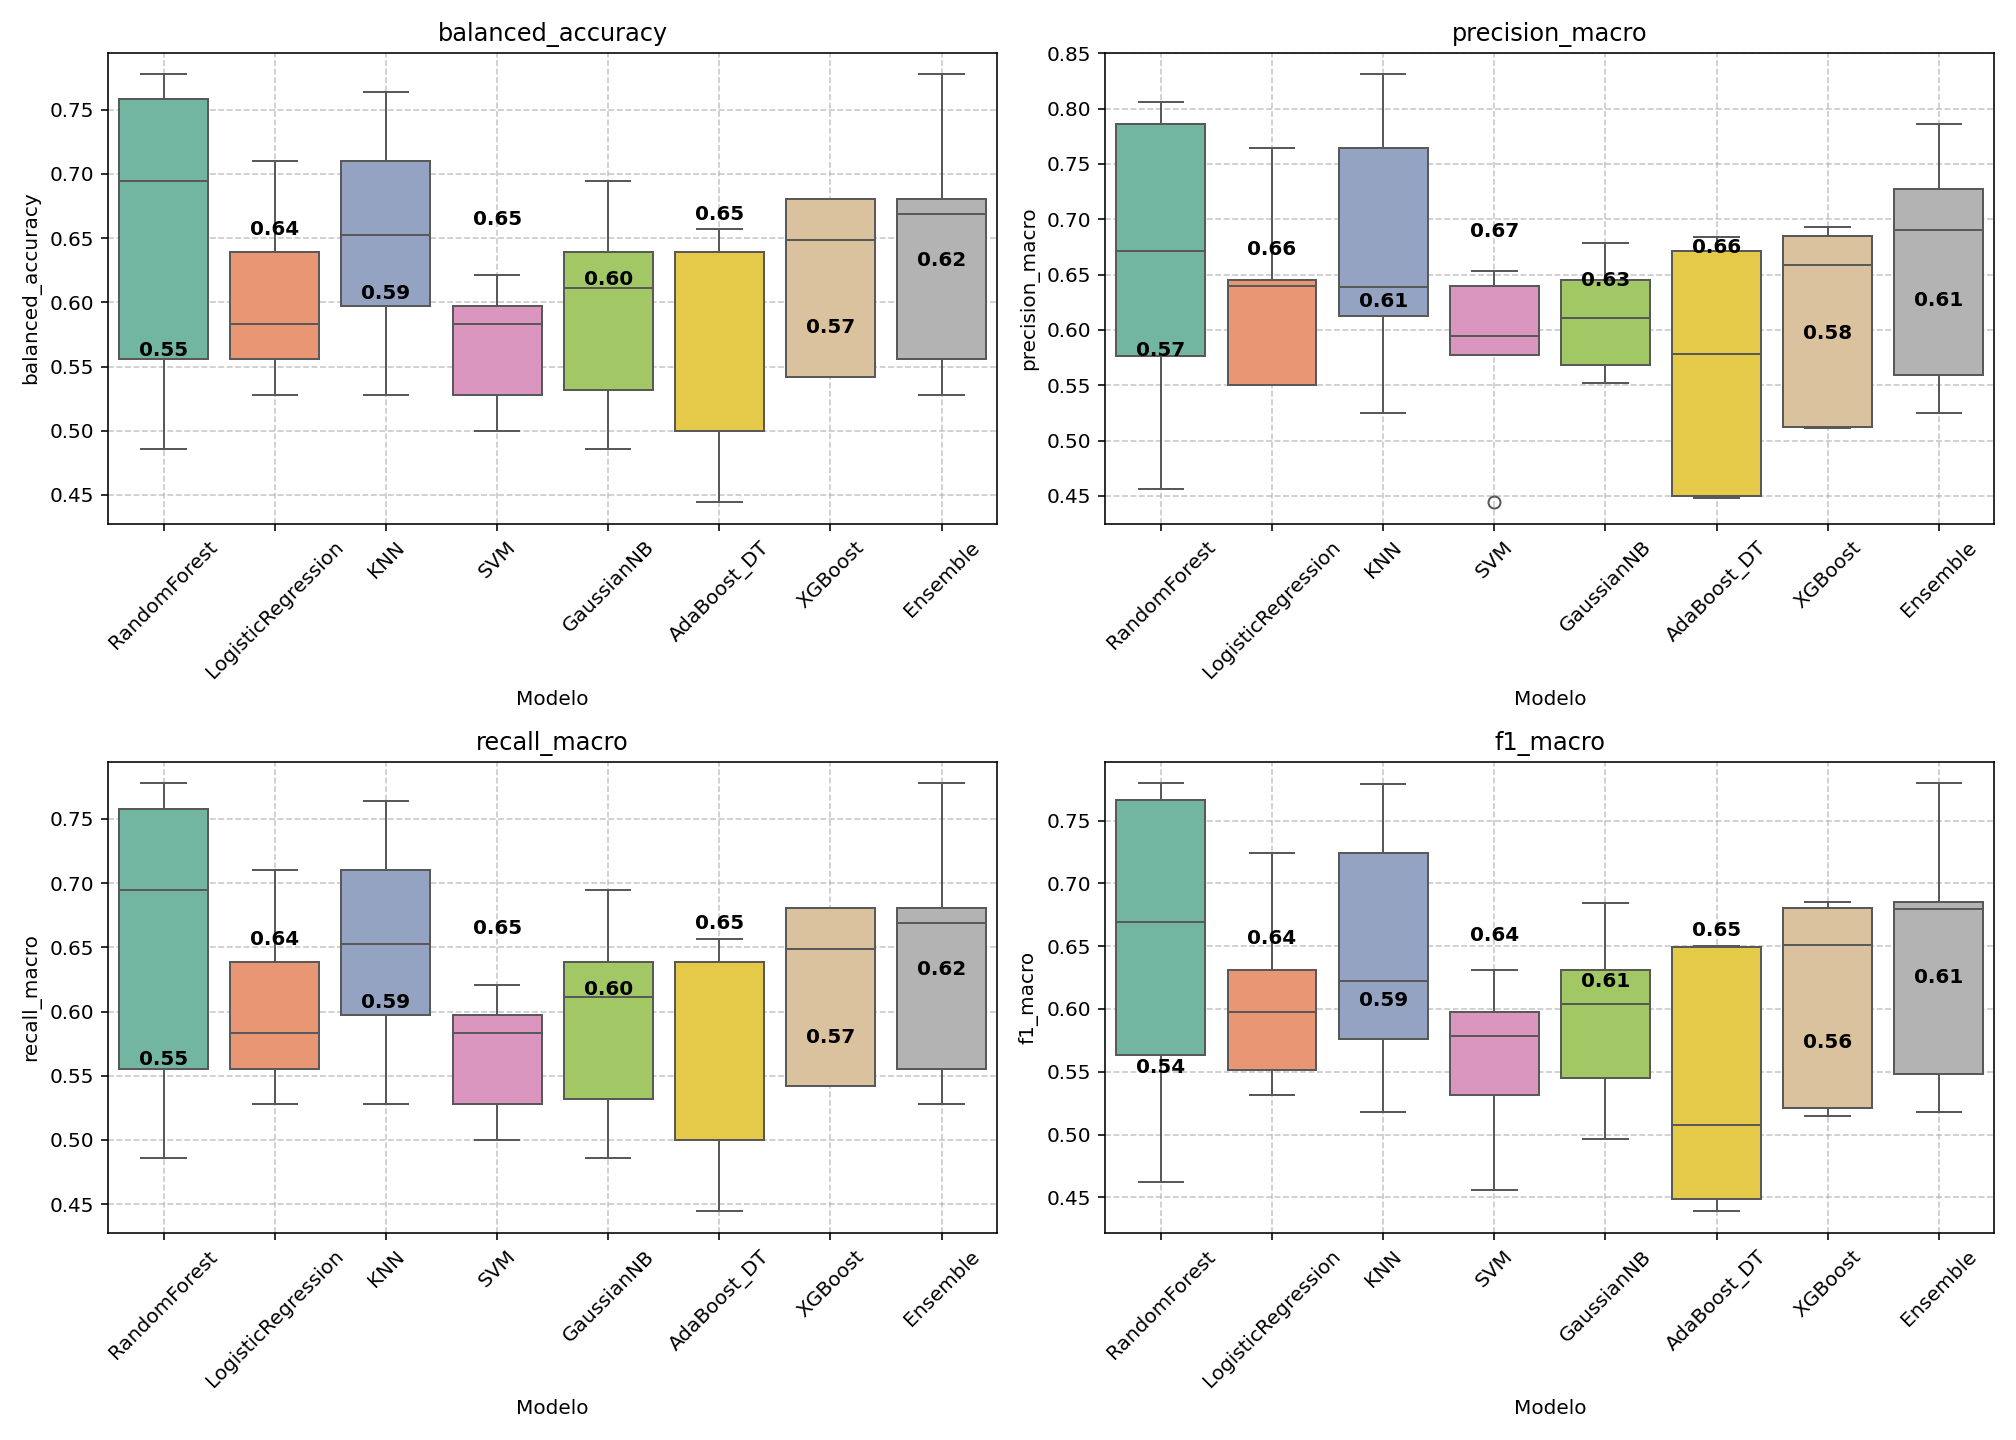 balanced_accuracy
balanced_accuracy
0.75
0.70
0.65
0.60
0.55
0.50
0.45
0.55
0.64
0.59
0.65
0.60
0.65
0.57
0.62
RandomForest
LogisticRegression
KNN
SVM
GaussianNB
AdaBoost_DT
XGBoost
Ensemble
Modelo
precision_macro
precision_macro
0.85
0.80
0.75
0.70
0.65
0.60
0.55
0.50
0.45
0.57
0.66
0.61
0.67
0.63
0.66
0.58
0.61
RandomForest
LogisticRegression
KNN
SVM
GaussianNB
AdaBoost_DT
XGBoost
Ensemble
Modelo
recall_macro
recall_macro
0.75
0.70
0.65
0.60
0.55
0.50
0.45
0.55
0.64
0.59
0.65
0.60
0.65
0.57
0.62
RandomForest
LogisticRegression
KNN
SVM
GaussianNB
AdaBoost_DT
XGBoost
Ensemble
Modelo
f1_macro
f1_macro
0.75
0.70
0.65
0.60
0.55
0.50
0.45
0.54
0.64
0.59
0.64
0.61
0.65
0.56
0.61
RandomForest
LogisticRegression
KNN
SVM
GaussianNB
AdaBoost_DT
XGBoost
Ensemble
Modelo